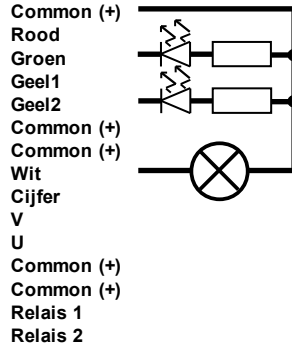 Common (+)
Rood
Groen
Geel1
Geel2
Common (+)
Common (+)
Wit
Cijfer
V
U
Common (+)
Common (+)
Relais 1
Relais 2